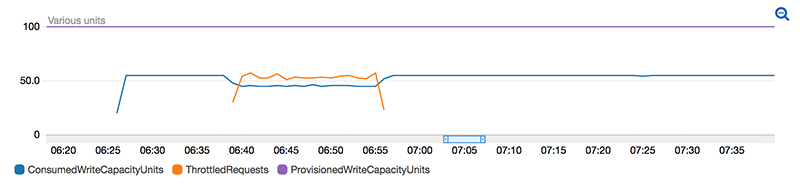 Various units
100
50.0
0
06:20 06:25 06:30 06:35 06:40 06:45 06:50 06:55 07:00 07:05 07:10 07:15 07:20 07:25 07:30 07:35
ConsumedWriteCapacityUnits ThrottledRequests ProvisionedWriteCapacityUnits